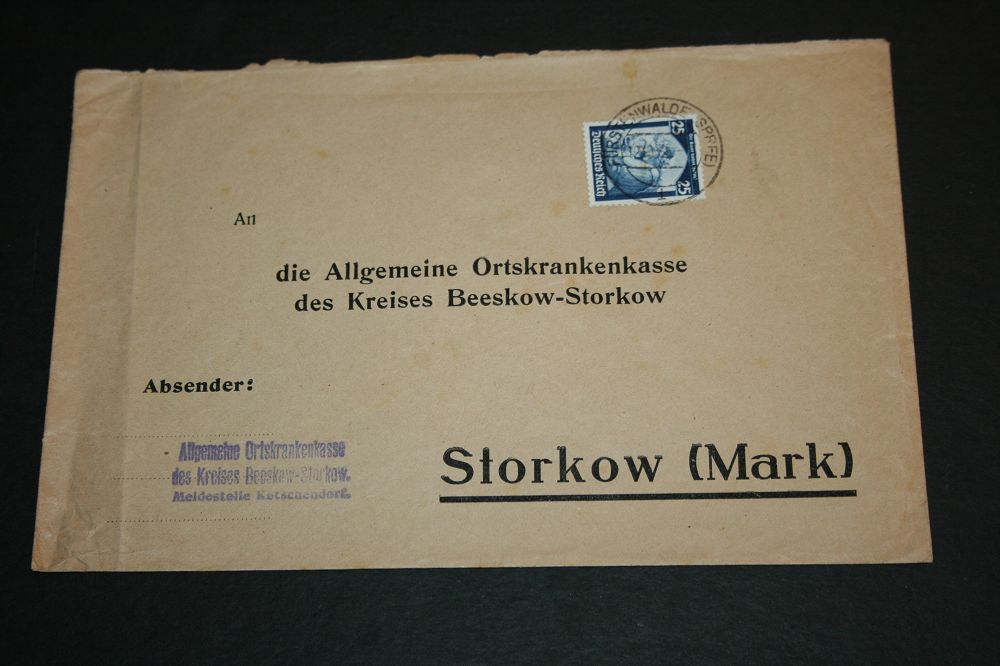 FÜRSTENWALDE (SPREE)
25
Deutsches Reich
25
An
die Allgemeine Ortskrankenkasse
des Kreises Beeskow-Storkow
Absender:
Allgemeine Ortskrankenkasse
des Kreises Beeskow-Storkow.
Meldestelle Ketschendorf.
Storkow (Mark)